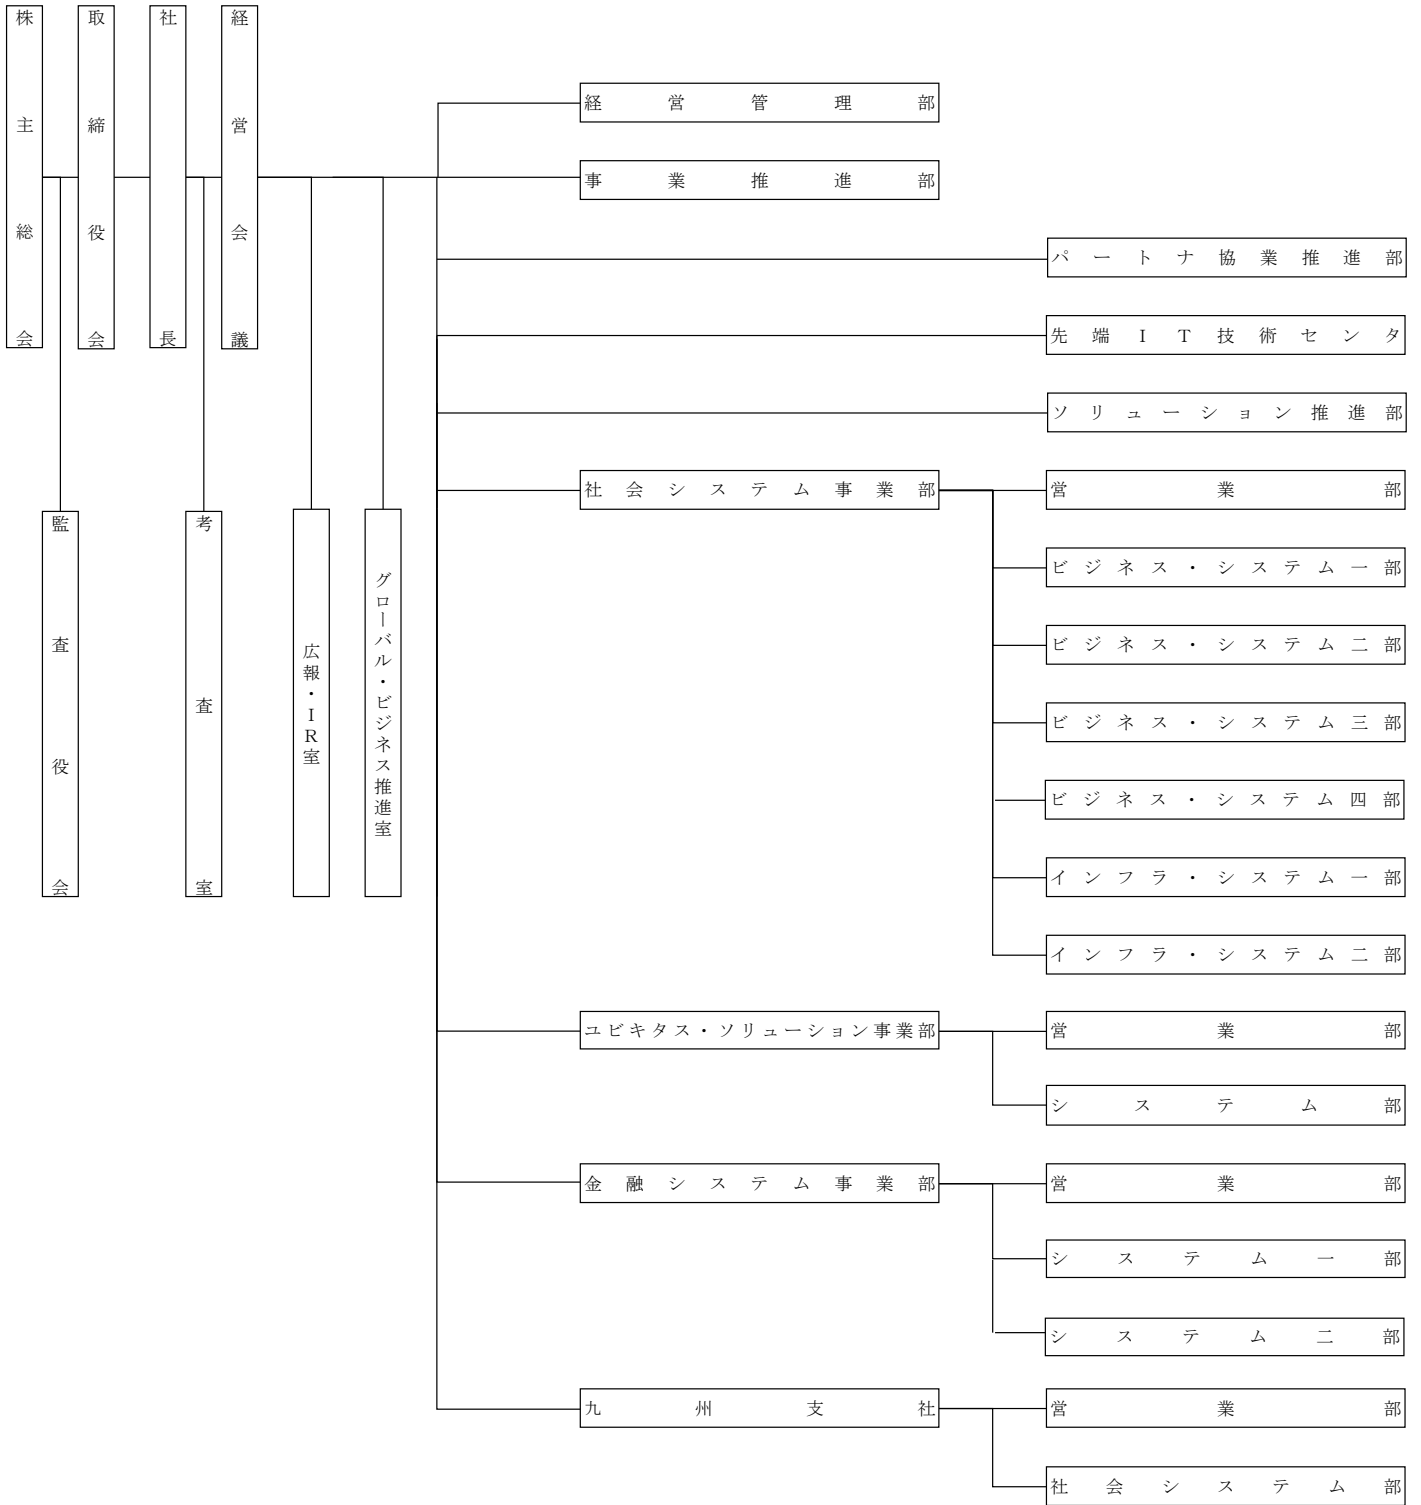 株主総会
取締役会
社長
経営会議
経営管理部
事業推進部
パートナ協業推進部
先端IT技術センタ
ソリューション推進部
社会システム事業部
営業部
ビジネス・システム一部
ビジネス・システム二部
ビジネス・システム三部
ビジネス・システム四部
インフラ・システム一部
インフラ・システム二部
監査役会
考査室
広報・IR室
グローバル・ビジネス推進室
ユビキタス・ソリューション事業部
営業部
システム部
金融システム事業部
営業部
システム一部
システム二部
九州支社
営業部
社会システム部